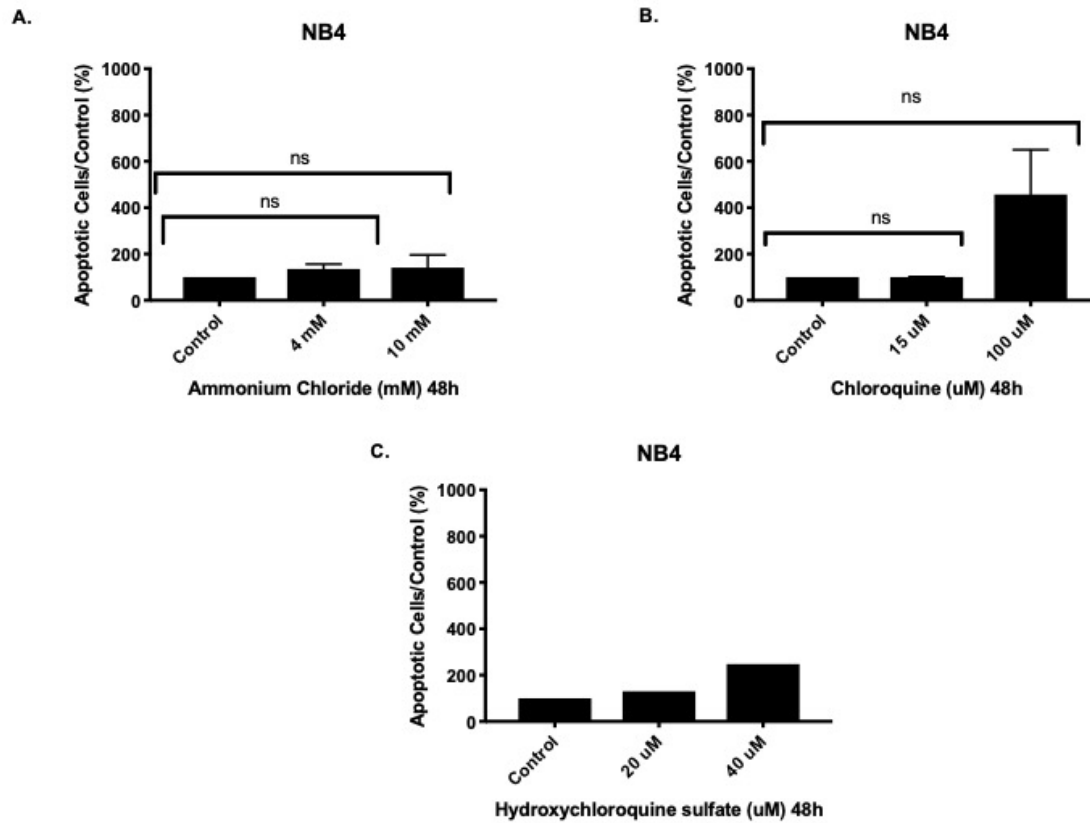 A.
NB4
Apoptotic Cells/Control (%)
1000
800
600
400
200
0
ns
ns
Control
4 mM
10 mM
Ammonium Chloride (mM) 48h
B.
NB4
Apoptotic Cells/Control (%)
1000
800
600
400
200
0
ns
ns
Control
15 uM
100 uM
Chloroquine (uM) 48h
C.
NB4
Apoptotic Cells/Control (%)
1000
800
600
400
200
0
Control
20 uM
40 uM
Hydroxychloroquine sulfate (uM) 48h